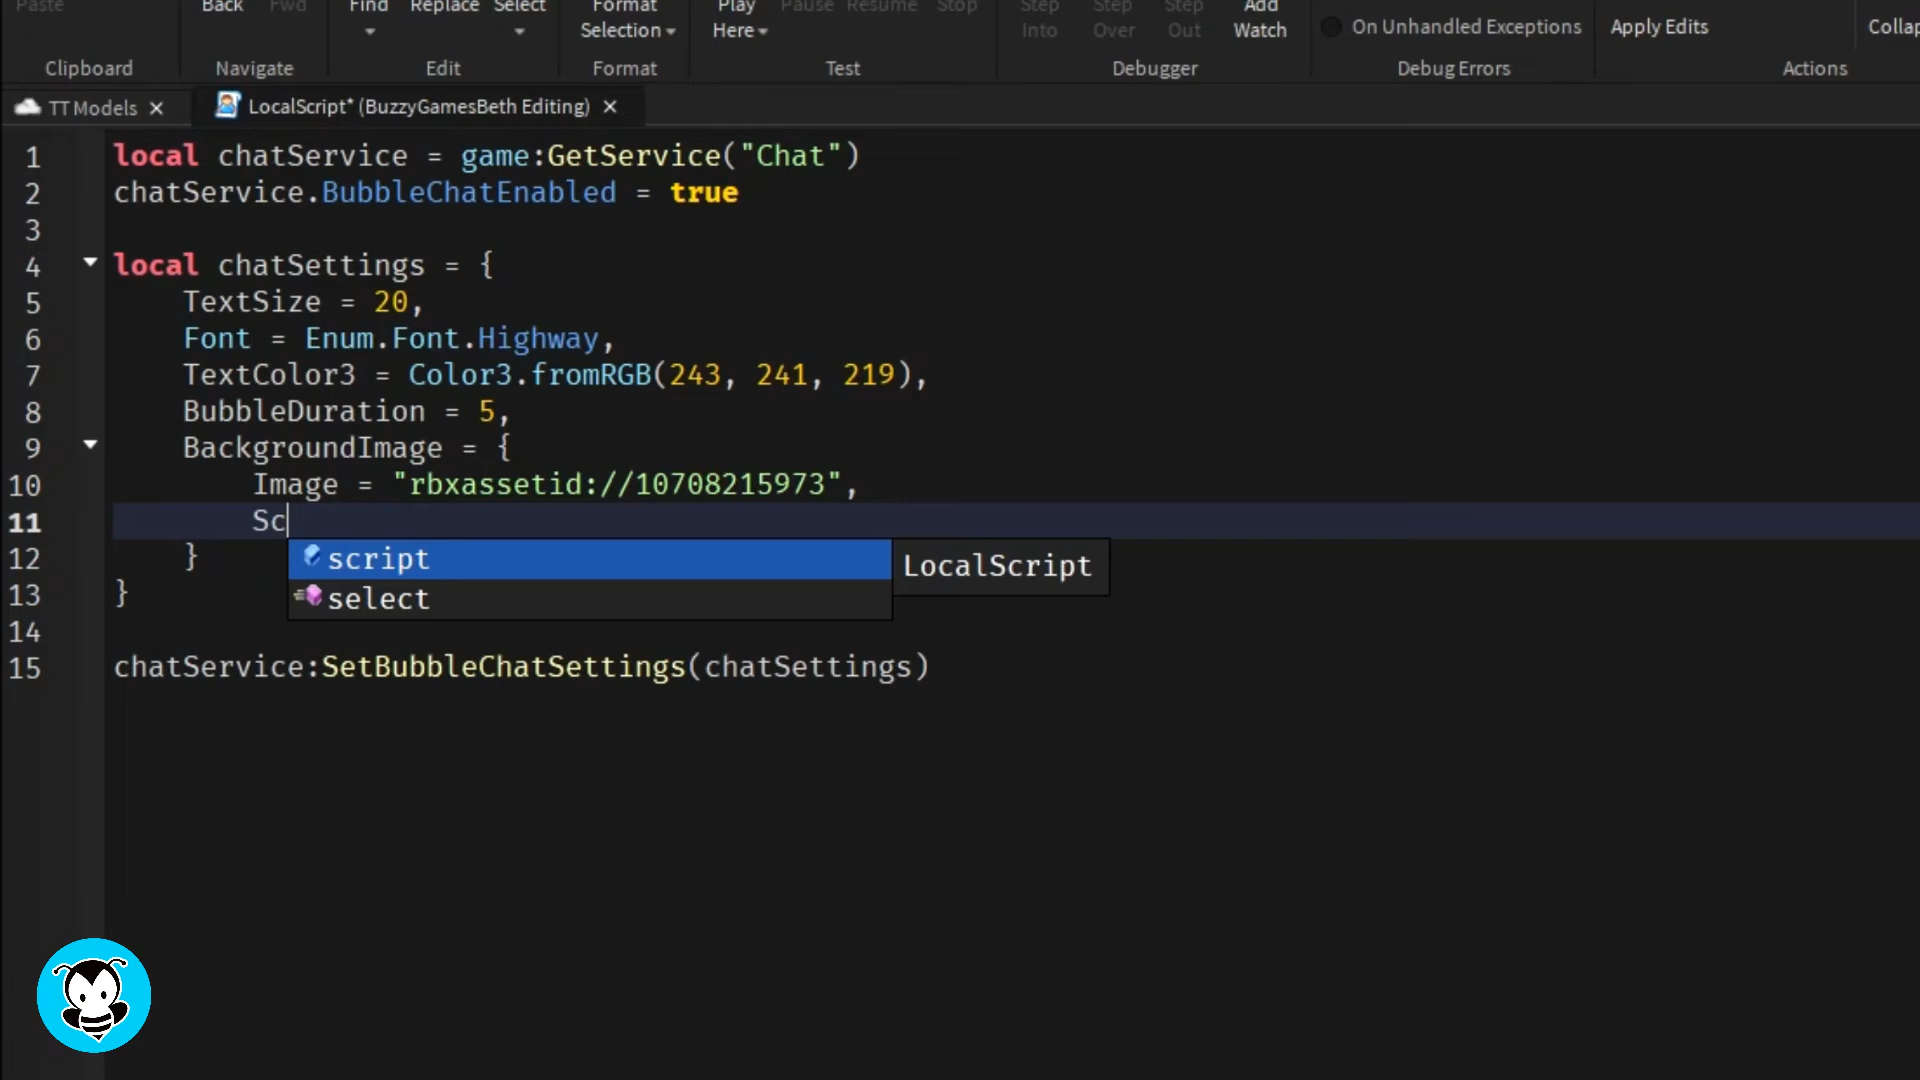 Paste Back Fwd Find Replace Select Format Play Pause Resume Stop Step Step Step Add
Selection Here Into Over Out Watch On Unhandled Exceptions Apply Edits Collap
Clipboard Navigate Edit Format Test Debugger Debug Errors Actions
TT Models × LocalScript* (BuzzyGamesBeth Editing) ×
1 local chatService = game:GetService("Chat")
2 chatService.BubbleChatEnabled = true
3
4 local chatSettings = {
5 TextSize = 20,
6 Font = Enum.Font.Highway,
7 TextColor3 = Color3.fromRGB(243, 241, 219),
8 BubbleDuration = 5,
9 BackgroundImage = {
10 Image = "rbxassetid://10708215973",
11 Sc
script LocalScript
select
12 }
13 }
14
15 chatService:SetBubbleChatSettings(chatSettings)